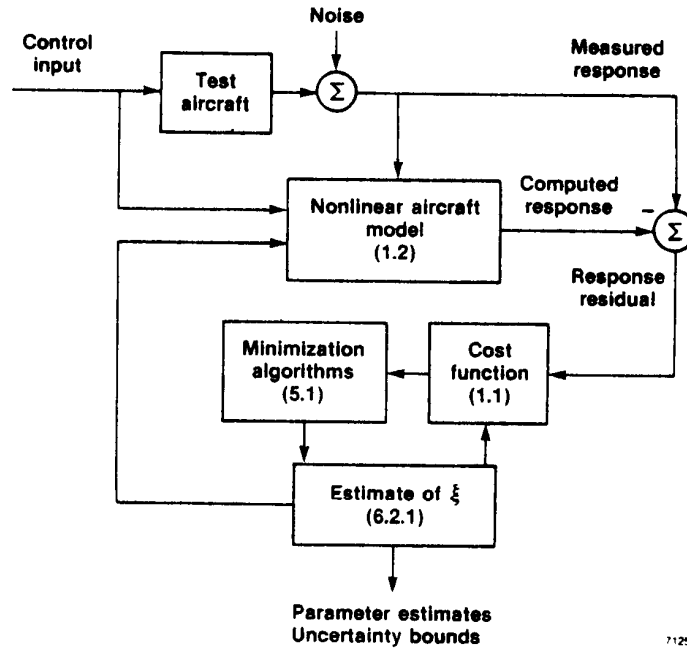 Noise
Control
input
Measured
response
Test
aircraft
Σ
Nonlinear aircraft
model
(1.2)
Computed
response
−
Σ
Response
residual
Minimization
algorithms
(5.1)
Cost
function
(1.1)
Estimate of ξ
(6.2.1)
Parameter estimates
Uncertainty bounds
7125